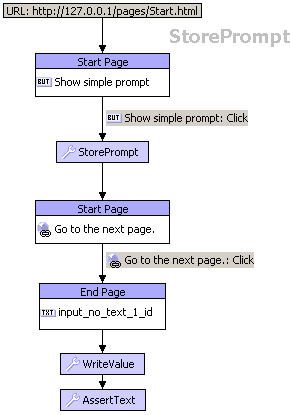 URL: http://127.0.0.1/pages/Start.html
StorePrompt
Start Page
BUT Show simple prompt
BUT Show simple prompt: Click
StorePrompt
Start Page
Go to the next page.
Go to the next page.: Click
End Page
TXT input_no_text_1_id
WriteValue
AssertText